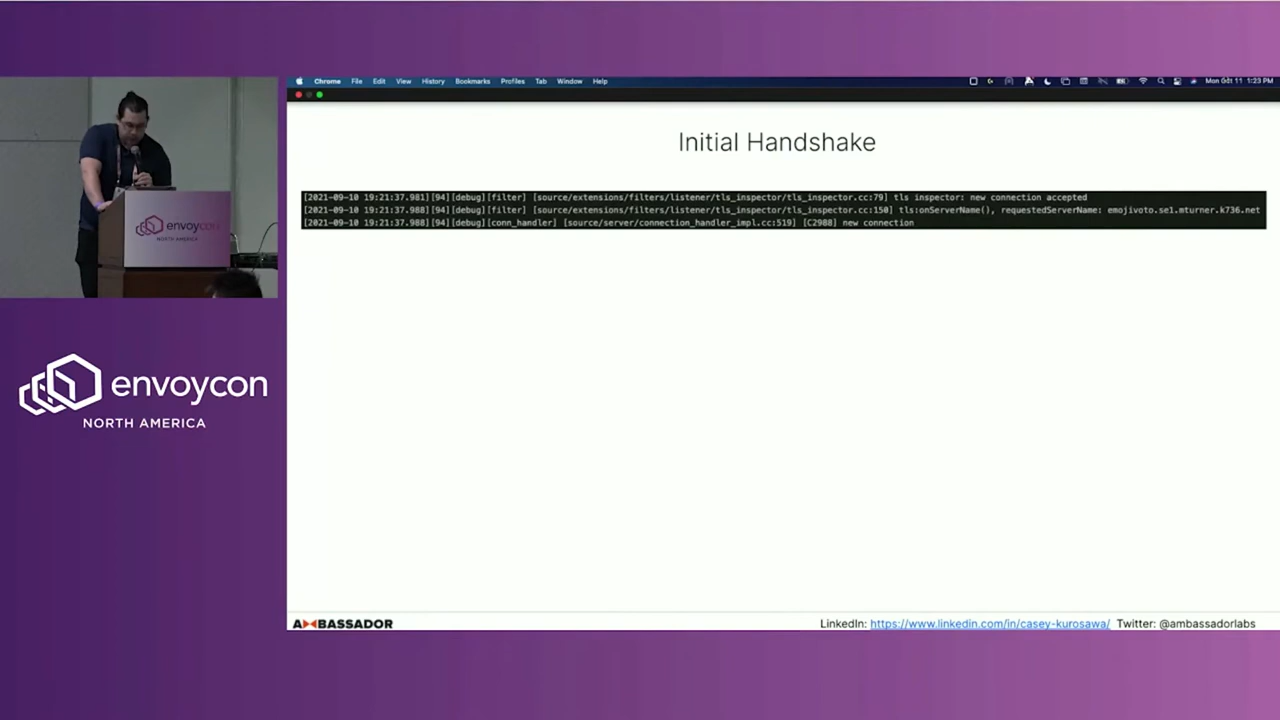 Chrome File Edit View History Bookmarks Profiles Tab Window Help
1:23 PM
Initial Handshake
[2021-09-10 19:21:37.981][94][debug][filter] [source/extensions/filters/listener/tls_inspector/tls_inspector.cc:79] tls inspector: new connection accepted
[2021-09-10 19:21:37.988][94][debug][filter] [source/extensions/filters/listener/tls_inspector/tls_inspector.cc:150] tls:onServerName(), requestedServerName: emojivoto.se1.mturner.k736.net
[2021-09-10 19:21:37.988][94][debug][conn_handler] [source/server/connection_handler_impl.cc:519] [C2988] new connection
envoycon
NORTH AMERICA
envoycon
NORTH AMERICA
AMBASSADOR
LinkedIn: https://www.linkedin.com/in/casey-kurosawa/ Twitter: @ambassadorlabs